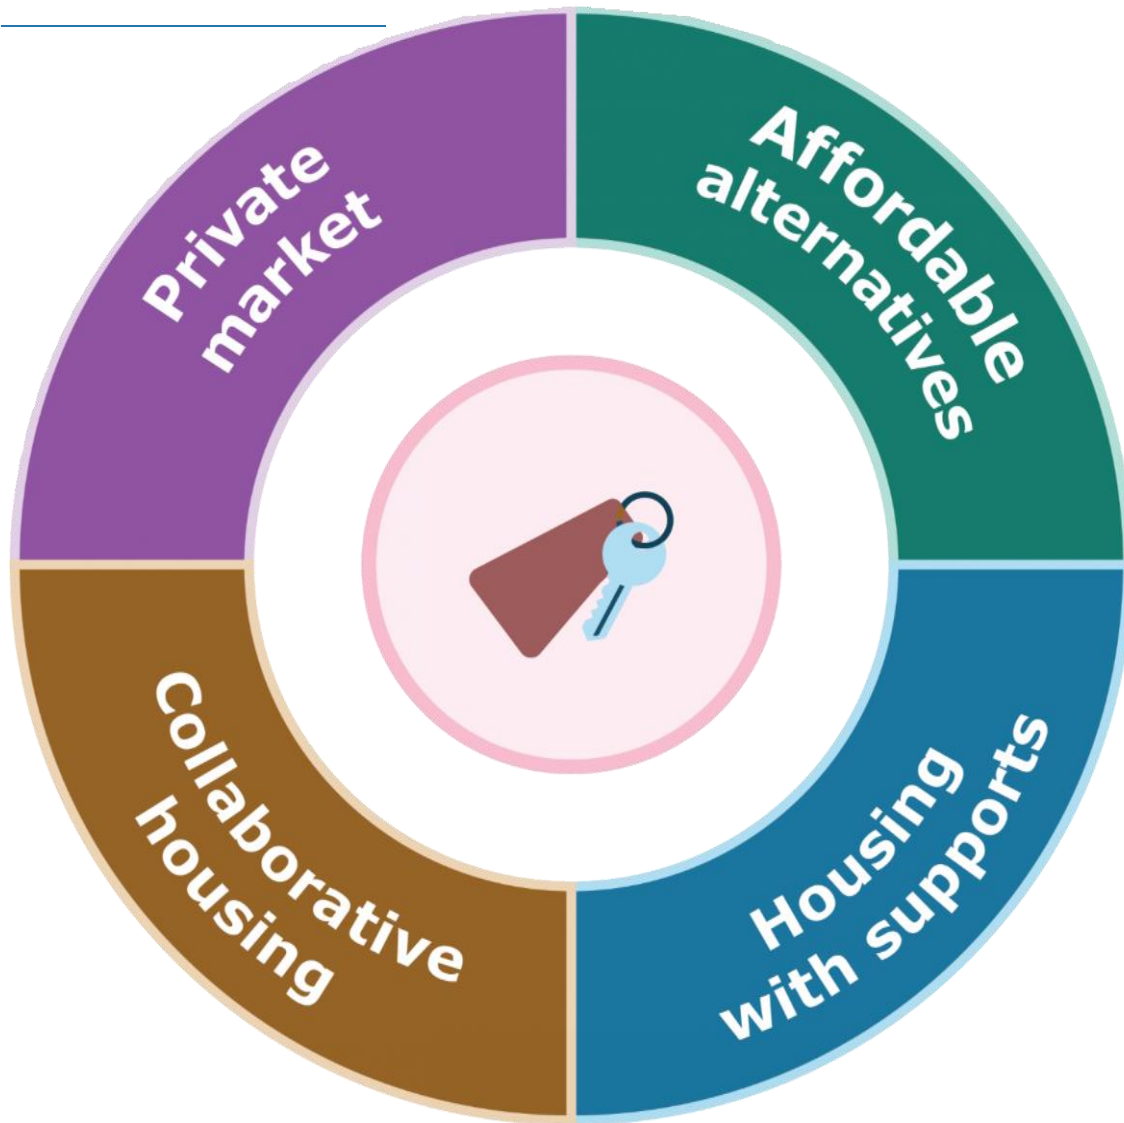 Private
market
Affordable
alternatives
Collaborative
housing
Housing
with supports